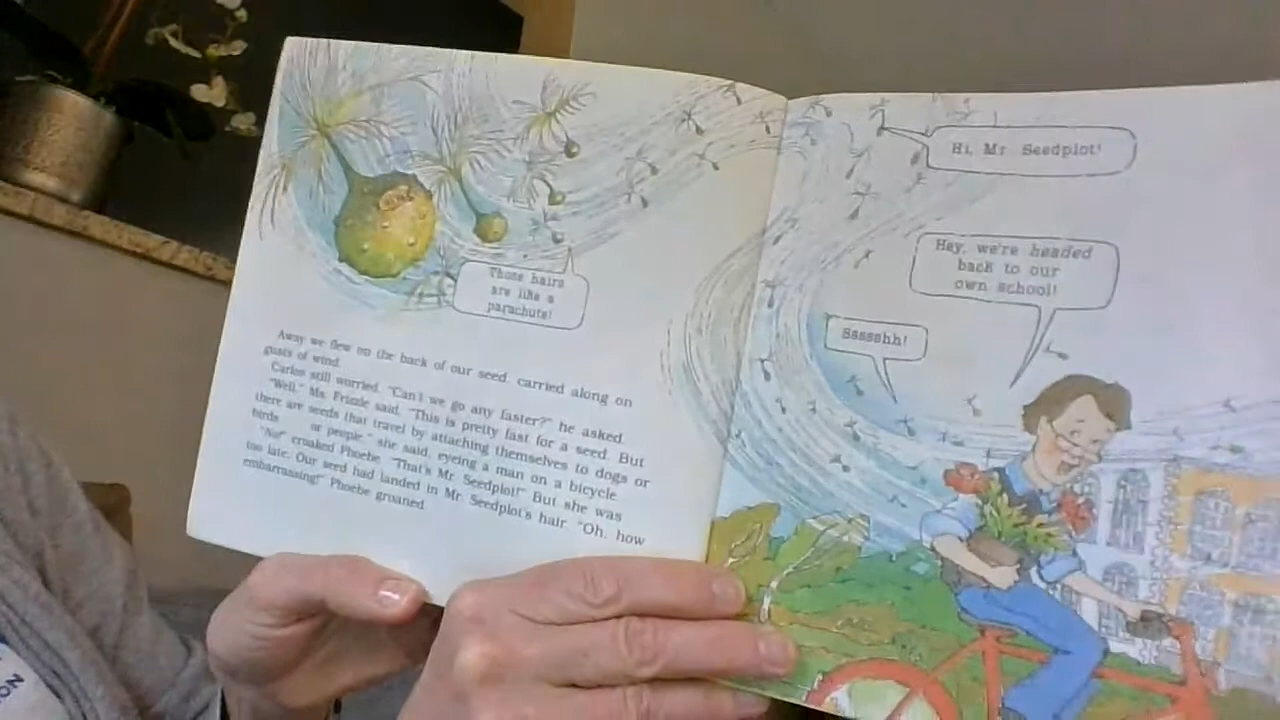 Those hairs
are like a
parachute!
Away we flew on the back of our seed, carried along on
gusts of wind.
Carlos still worried. "Can't we go any faster?" he asked.
"Well," Ms. Frizzle said, "This is pretty fast for a seed. But
there are seeds that travel by attaching themselves to dogs or
birds or people," she said, eyeing a man on a bicycle
"No!" croaked Phoebe. "That's Mr. Seedplot!" But she was
too late. Our seed had landed in Mr. Seedplot's hair. "Oh, how
embarrassing!" Phoebe groaned.
Hi, Mr. Seedplot!
Hey, we're headed
back to our
own school!
Ssssshh!
ON